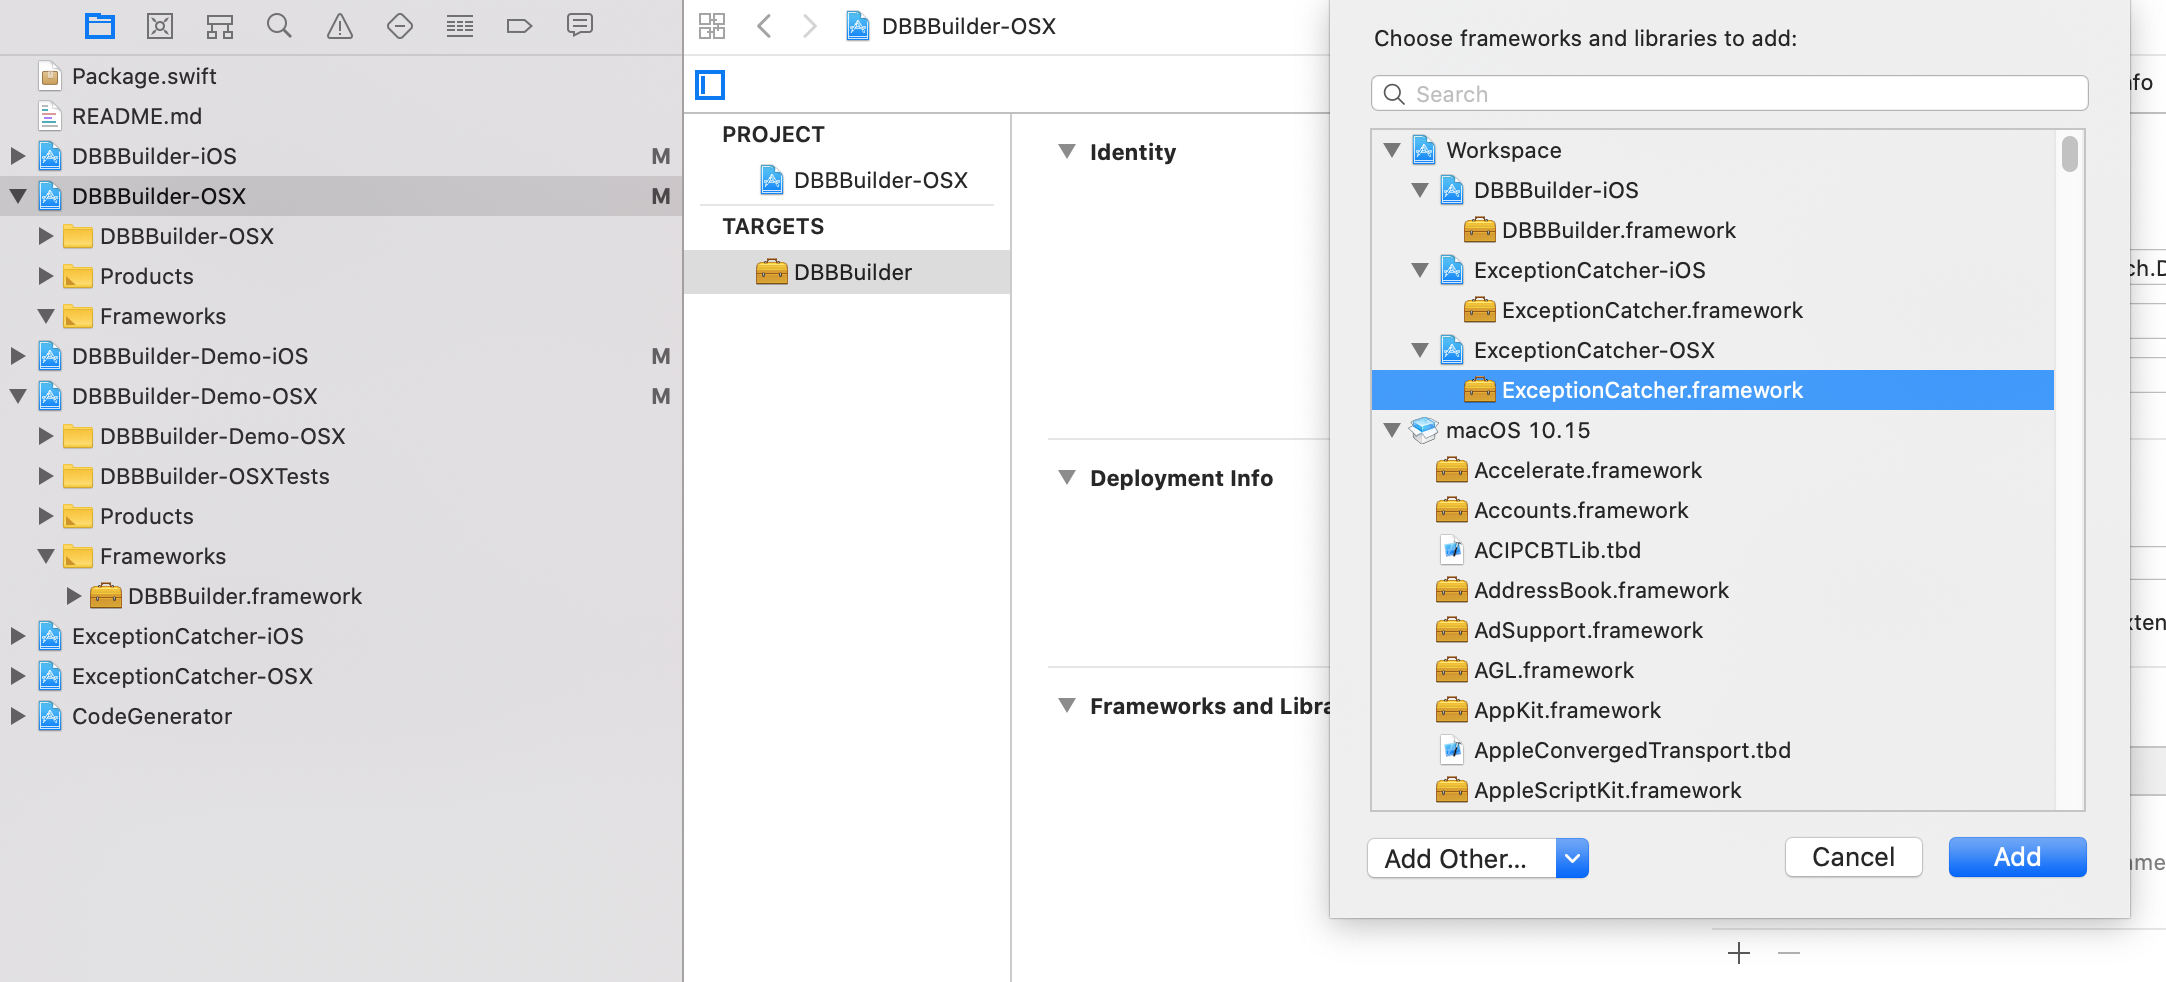 Package.swift
README.md
DBBBuilder-iOS M
DBBBuilder-OSX M
DBBBuilder-OSX
Products
Frameworks
DBBBuilder-Demo-iOS M
DBBBuilder-Demo-OSX M
DBBBuilder-Demo-OSX
DBBBuilder-OSXTests
Products
Frameworks
DBBBuilder.framework
ExceptionCatcher-iOS
ExceptionCatcher-OSX
CodeGenerator
DBBBuilder-OSX
PROJECT
DBBBuilder-OSX
TARGETS
DBBBuilder
Identity
Deployment Info
Frameworks and Libra
Choose frameworks and libraries to add:
Search
Workspace
DBBBuilder-iOS
DBBBuilder.framework
ExceptionCatcher-iOS
ExceptionCatcher.framework
ExceptionCatcher-OSX
ExceptionCatcher.framework
macOS 10.15
Accelerate.framework
Accounts.framework
ACIPCBTLib.tbd
AddressBook.framework
AdSupport.framework
AGL.framework
AppKit.framework
AppleConvergedTransport.tbd
AppleScriptKit.framework
Add Other...
Cancel
Add
fo
ch.D
xten
ame